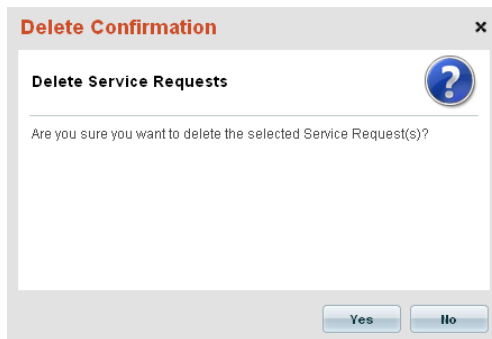 Delete Confirmation
Delete Service Requests
Are you sure you want to delete the selected Service Request(s)?
Yes No